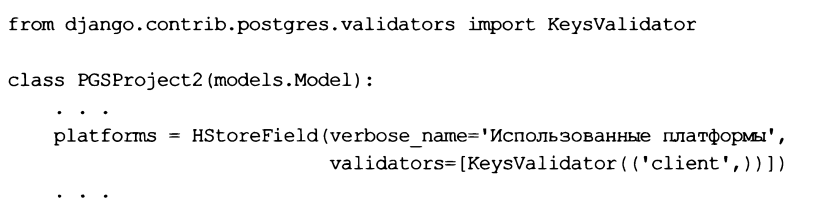 from django.contrib.postgres.validators import KeysValidator
class PGSProject2(models.Model):
. . .
platforms = HStoreField(verbose_name='Использованные платформы',
validators=[KeysValidator(('client',))])
. . .